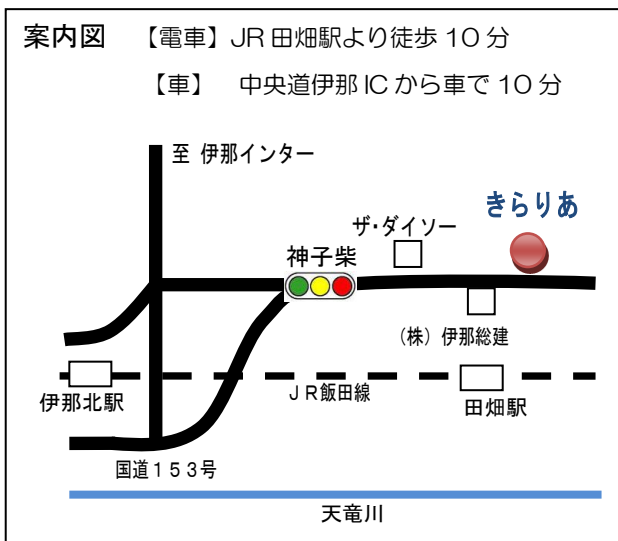 案内図　【電車】JR 田畑駅より徒歩 10 分
【車】　中央道伊那 IC から車で 10 分
至 伊那インター
きらりあ
ザ・ダイソー
神子柴
（株）伊那総建
伊那北駅
ＪＲ飯田線
田畑駅
国道１５３号
天竜川